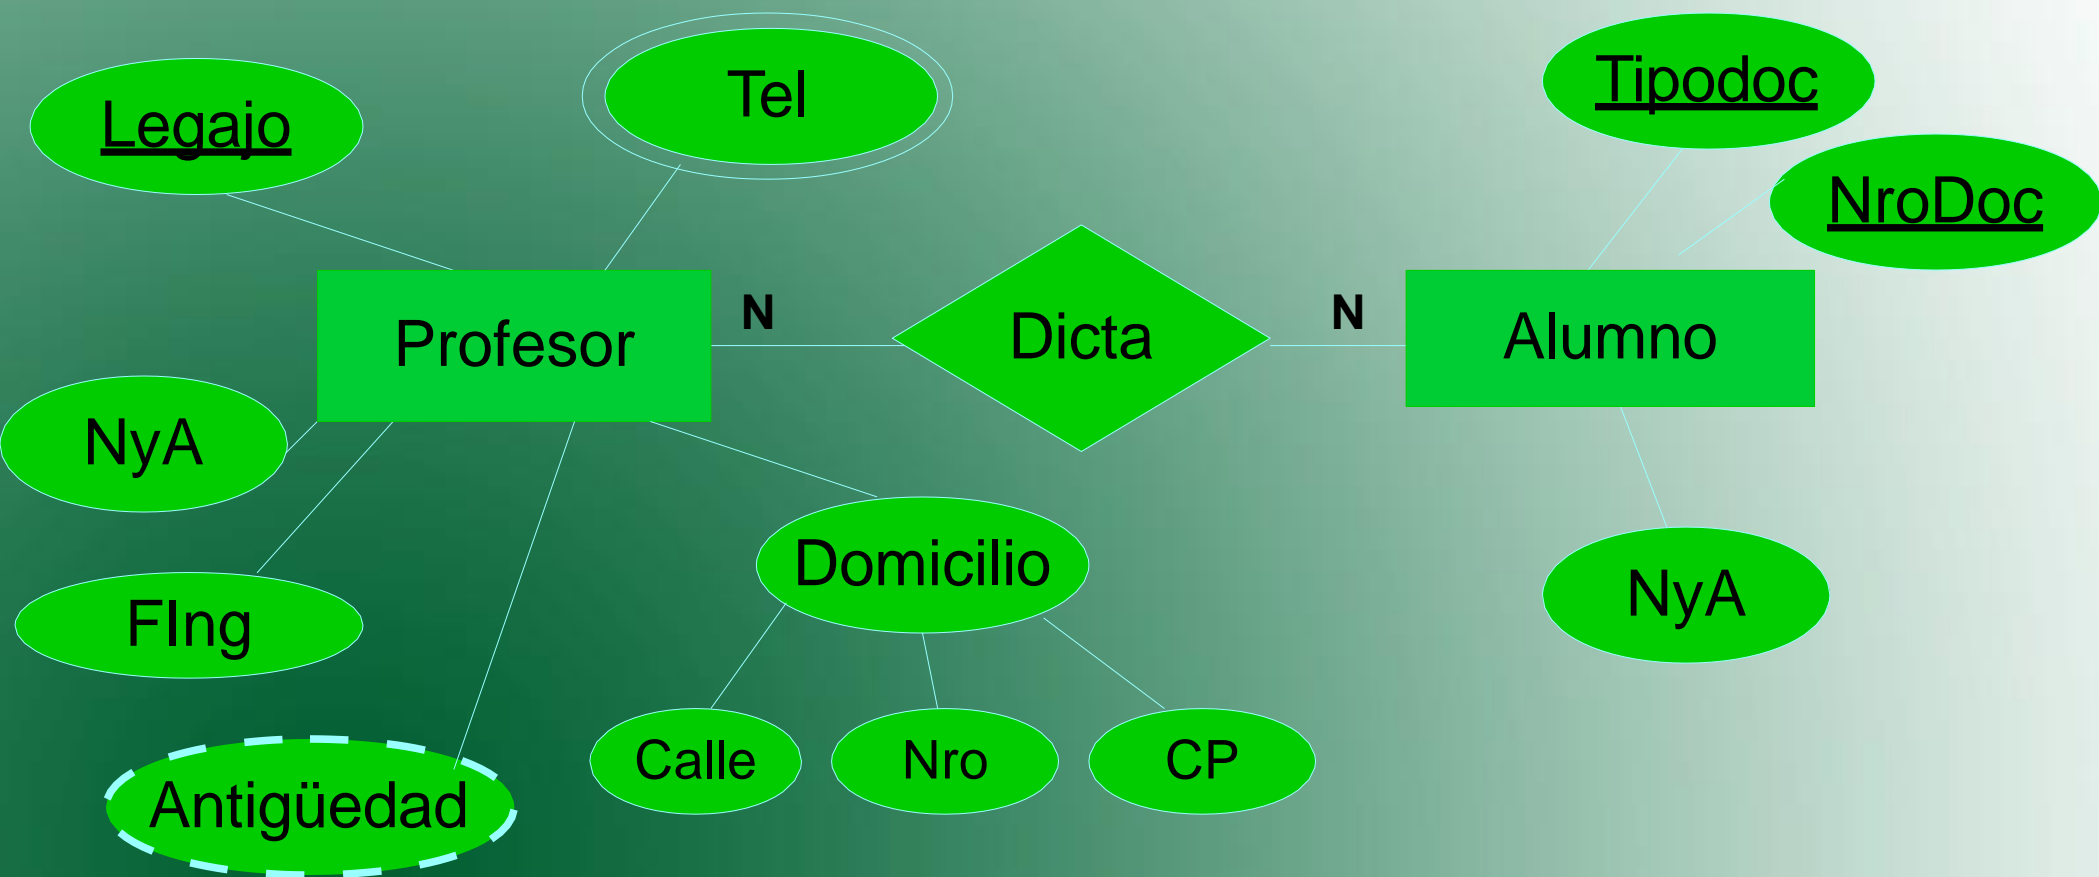 Legajo
Tel
Tipodoc
NroDoc
Profesor
N
Dicta
N
Alumno
NyA
Domicilio
NyA
FIng
Calle
Nro
CP
Antigüedad